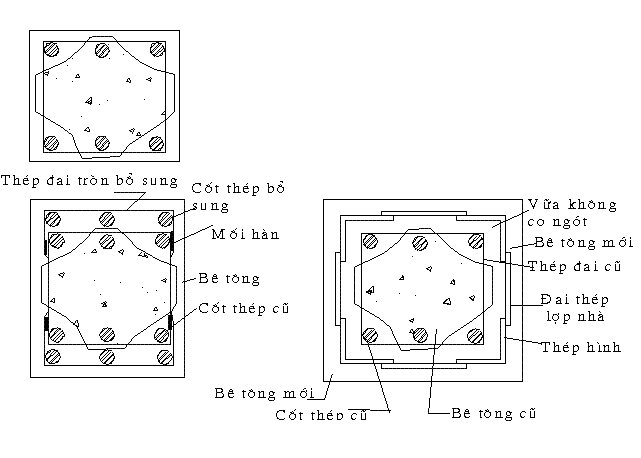 Thép đai tròn bổ sung
Cốt thép bổ
sung
Mối hàn
Bê tông
Cốt thép cũ
Vữa không
co ngót
Bê tông mới
Thép đai cũ
Đai thép
lợp nhà
Thép hình
Bê tông mới
Cốt thép cũ
Bê tông cũ